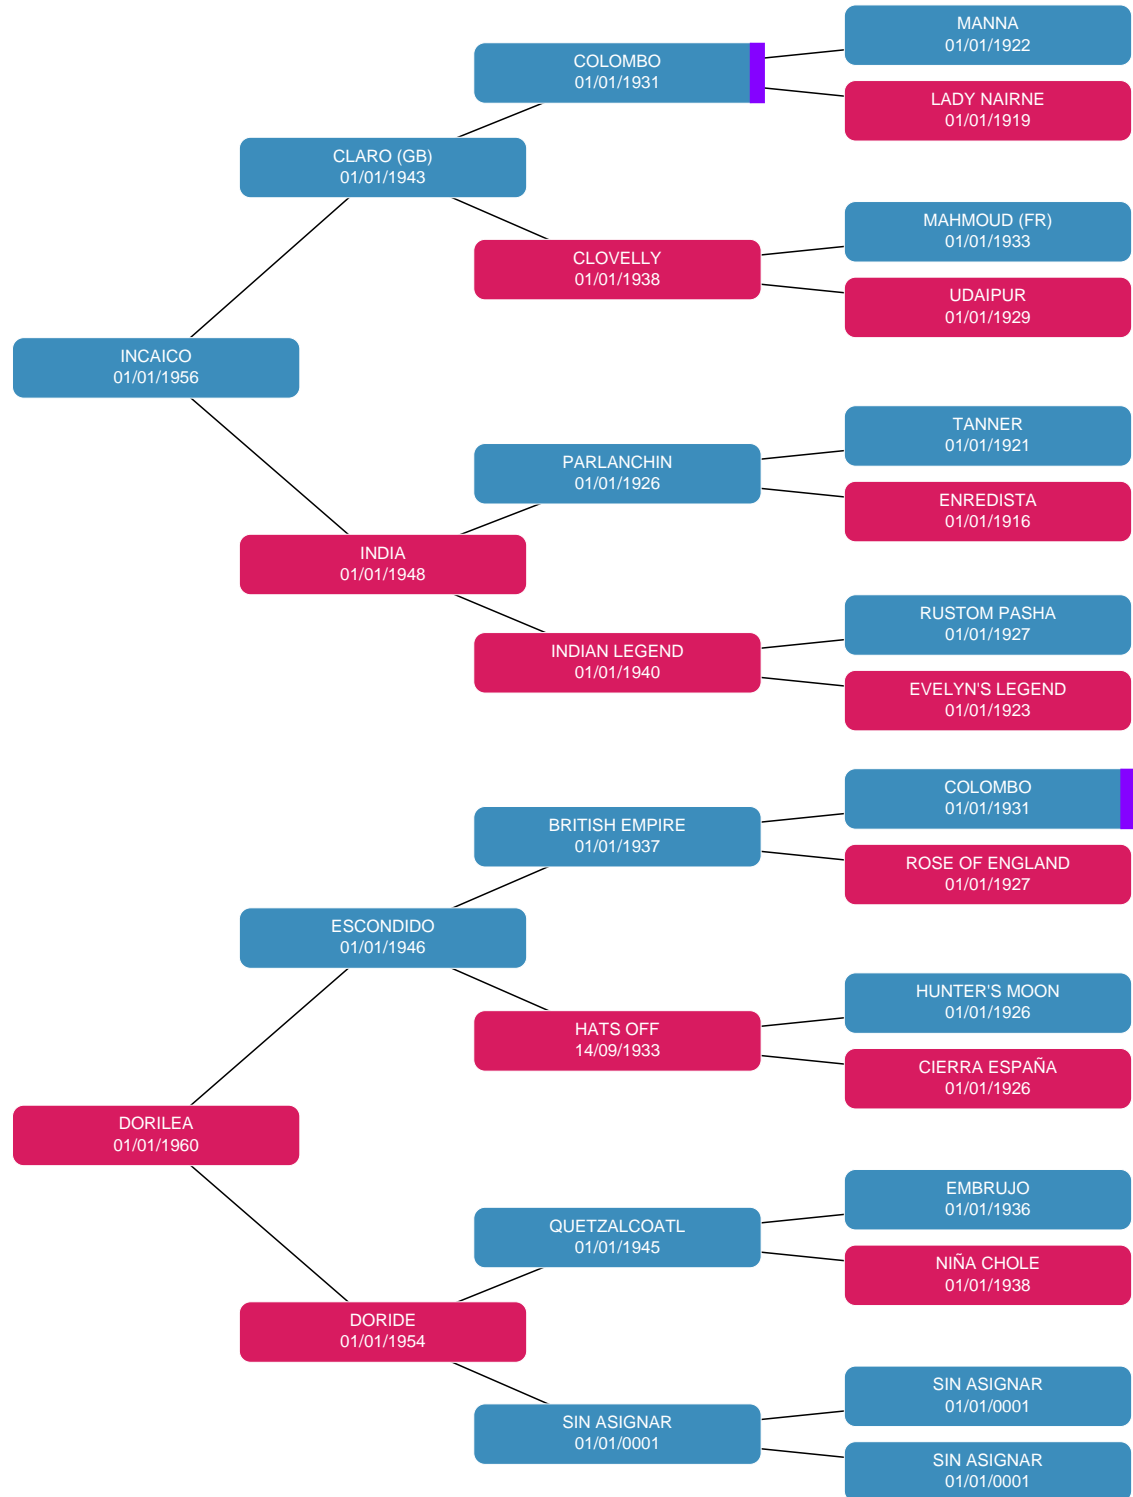 MANNA
01/01/1922
COLOMBO
01/01/1931
LADY NAIRNE
01/01/1919
CLARO (GB)
01/01/1943
MAHMOUD (FR)
01/01/1933
CLOVELLY
01/01/1938
UDAIPUR
01/01/1929
INCAICO
01/01/1956
TANNER
01/01/1921
PARLANCHIN
01/01/1926
ENREDISTA
01/01/1916
INDIA
01/01/1948
RUSTOM PASHA
01/01/1927
INDIAN LEGEND
01/01/1940
EVELYN'S LEGEND
01/01/1923
COLOMBO
01/01/1931
BRITISH EMPIRE
01/01/1937
ROSE OF ENGLAND
01/01/1927
ESCONDIDO
01/01/1946
HUNTER'S MOON
01/01/1926
HATS OFF
14/09/1933
CIERRA ESPAÑA
01/01/1926
DORILEA
01/01/1960
EMBRUJO
01/01/1936
QUETZALCOATL
01/01/1945
NIÑA CHOLE
01/01/1938
DORIDE
01/01/1954
SIN ASIGNAR
01/01/0001
SIN ASIGNAR
01/01/0001
SIN ASIGNAR
01/01/0001